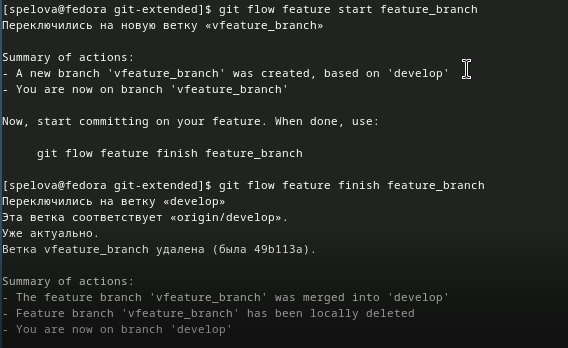 [spelova@fedora git-extended]$ git flow feature start feature_branch
Переключились на новую ветку «vfeature_branch»
Summary of actions:
- A new branch 'vfeature_branch' was created, based on 'develop'
- You are now on branch 'vfeature_branch'
Now, start committing on your feature. When done, use:
git flow feature finish feature_branch
[spelova@fedora git-extended]$ git flow feature finish feature_branch
Переключились на ветку «develop»
Эта ветка соответствует «origin/develop».
Уже актуально.
Ветка vfeature_branch удалена (была 49b113a).
Summary of actions:
- The feature branch 'vfeature_branch' was merged into 'develop'
- Feature branch 'vfeature_branch' has been locally deleted
- You are now on branch 'develop'